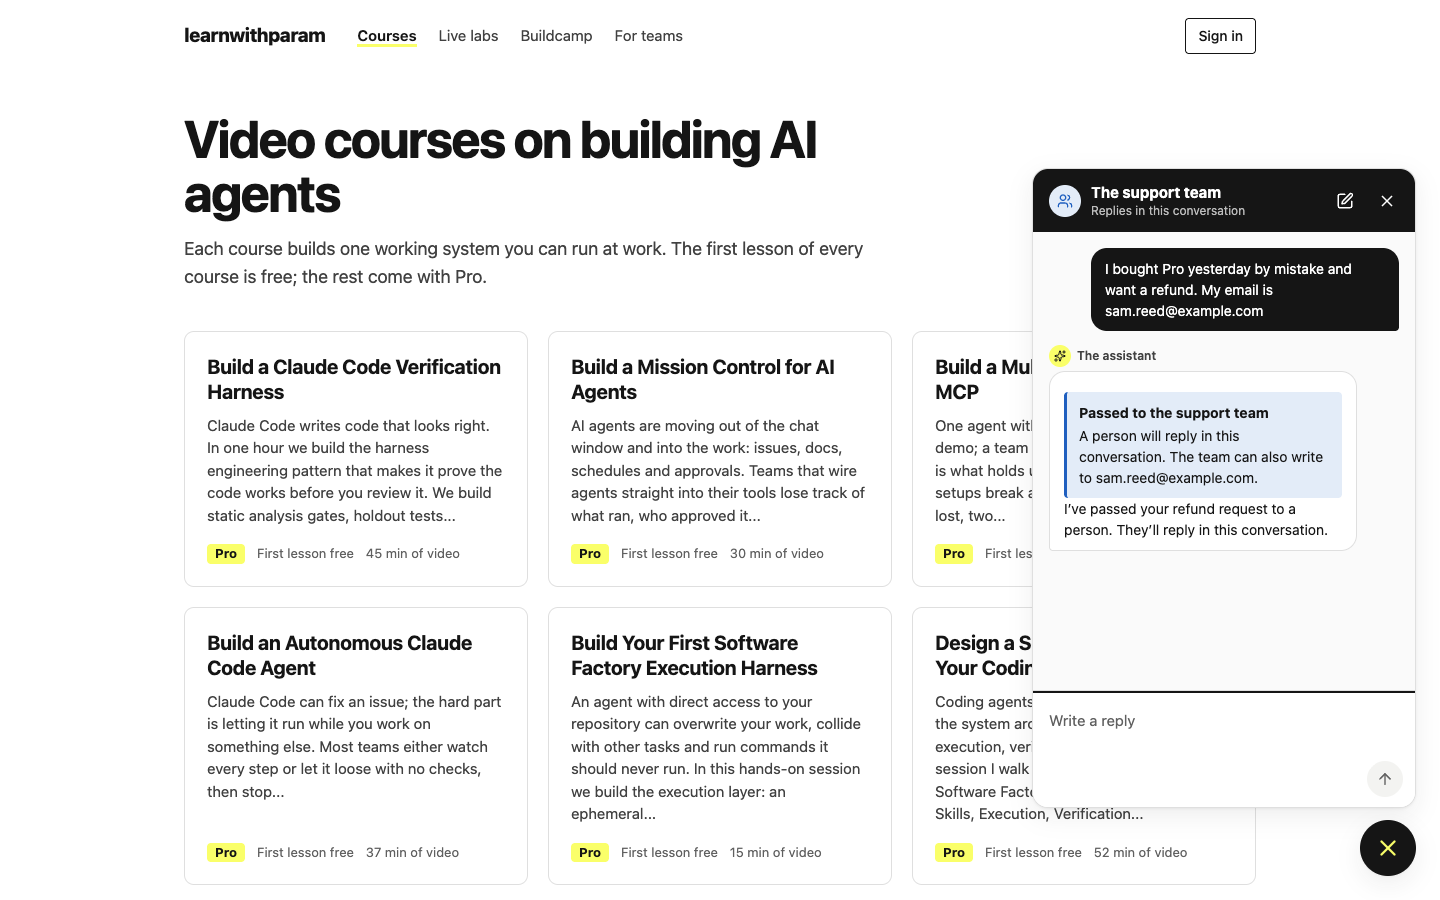 learnwithparam
Courses
Live labs
Buildcamp
For teams
Sign in
Video courses on building AI
agents
Each course builds one working system you can run at work. The first lesson of every
course is free; the rest come with Pro.
Build a Claude Code Verification
Harness
Claude Code writes code that looks right.
In one hour we build the harness
engineering pattern that makes it prove the
code works before you review it. We build
static analysis gates, holdout tests...
Pro First lesson free 45 min of video
Build a Mission Control for AI
Agents
AI agents are moving out of the chat
window and into the work: issues, docs,
schedules and approvals. Teams that wire
agents straight into their tools lose track of
what ran, who approved it...
Pro First lesson free 30 min of video
Build a
MCP
One agent
demo; a team
is what holds
setups break
lost, two...
Pro First
Build an Autonomous Claude
Code Agent
Claude Code can fix an issue; the hard part
is letting it run while you work on
something else. Most teams either watch
every step or let it loose with no checks,
then stop...
Pro First lesson free 37 min of video
Build Your First Software
Factory Execution Harness
An agent with direct access to your
repository can overwrite your work, collide
with other tasks and run commands it
should never run. In this hands-on session
we build the execution layer: an
ephemeral...
Pro First lesson free 15 min of video
Design a
Your
Coding agents
the system
execution,
session I walk
Software
Skills, Execution, Verification...
Pro First lesson free 52 min of video
The support team
Replies in this conversation
I bought Pro yesterday by mistake and
want a refund. My email is
sam.reed@example.com
The assistant
Passed to the support team
A person will reply in this
conversation. The team can also write
to sam.reed@example.com.
I've passed your refund request to a
person. They'll reply in this conversation.
Write a reply